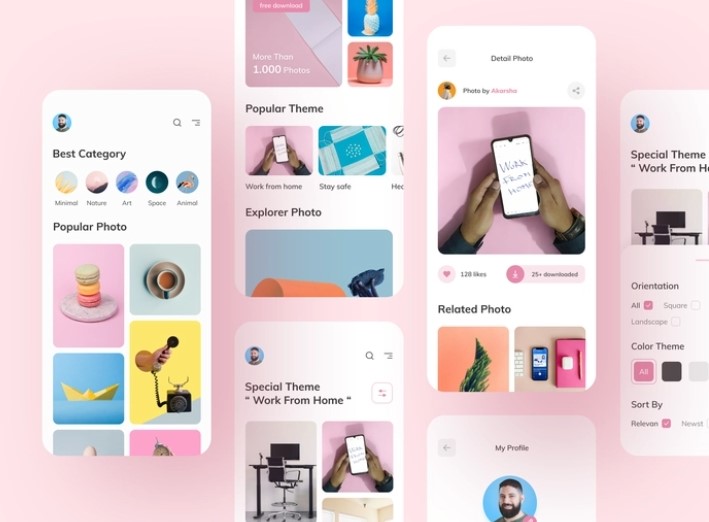 Best Category
Minimal
Nature
Art
Space
Animal
Popular Photo
free download
More Than
1.000 Photos
Popular Theme
Work from home
Stay safe
Explorer Photo
Special Theme
“ Work From Home “
Detail Photo
Photo by Akarsha
WORK
FROM
HOME
128 likes
25+ downloaded
Related Photo
My Profile
Special Theme
“ Work From
Orientation
All
Square
Landscape
Color Theme
All
Sort By
Relevan
Newst